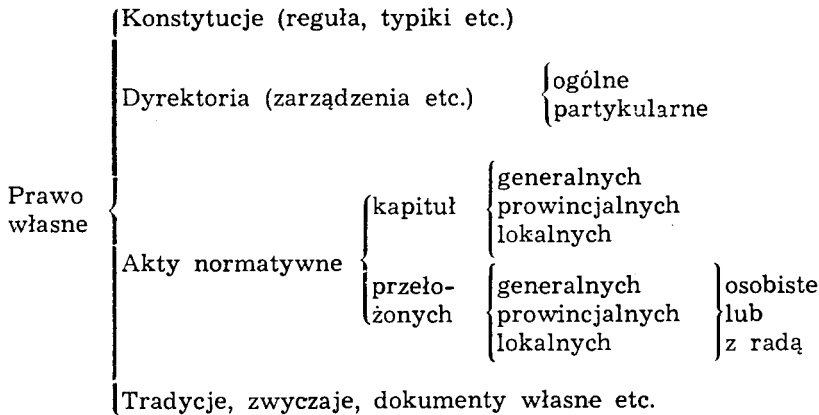 Konstytucje (reguła, typiki etc.)
Dyrektoria (zarządzenia etc.)
ogólne
partykularne
Prawo
własne
Akty normatywne
kapituł
generalnych
prowincjalnych
lokalnych
przeło-
żonych
generalnych
prowincjalnych
lokalnych
osobiste
lub
z radą
Tradycje, zwyczaje, dokumenty własne etc.